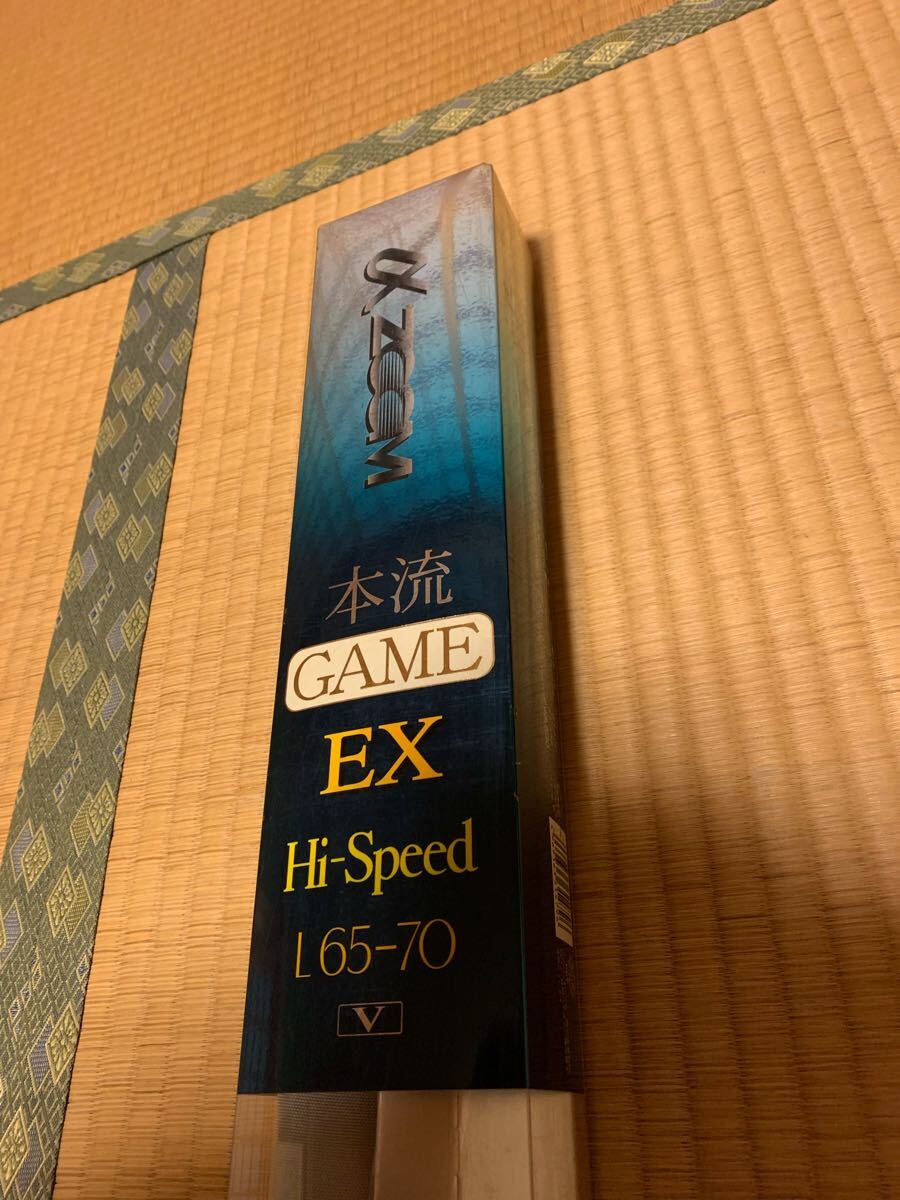 α, ZOOM
本流
GAME
EX
Hi-Speed
L65-70
V